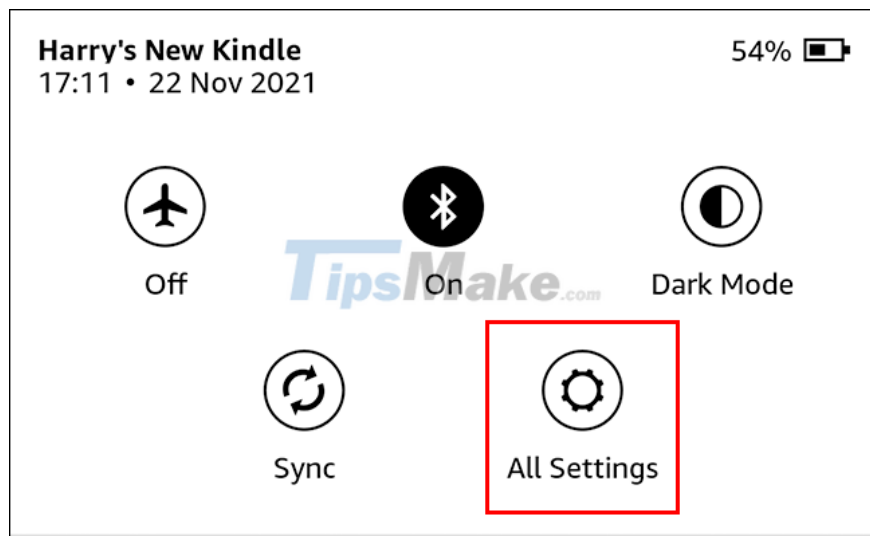 Harry's New Kindle
54%
17:11 • 22 Nov 2021
Off
On
Dark Mode
TipsMake.com
Sync
All Settings